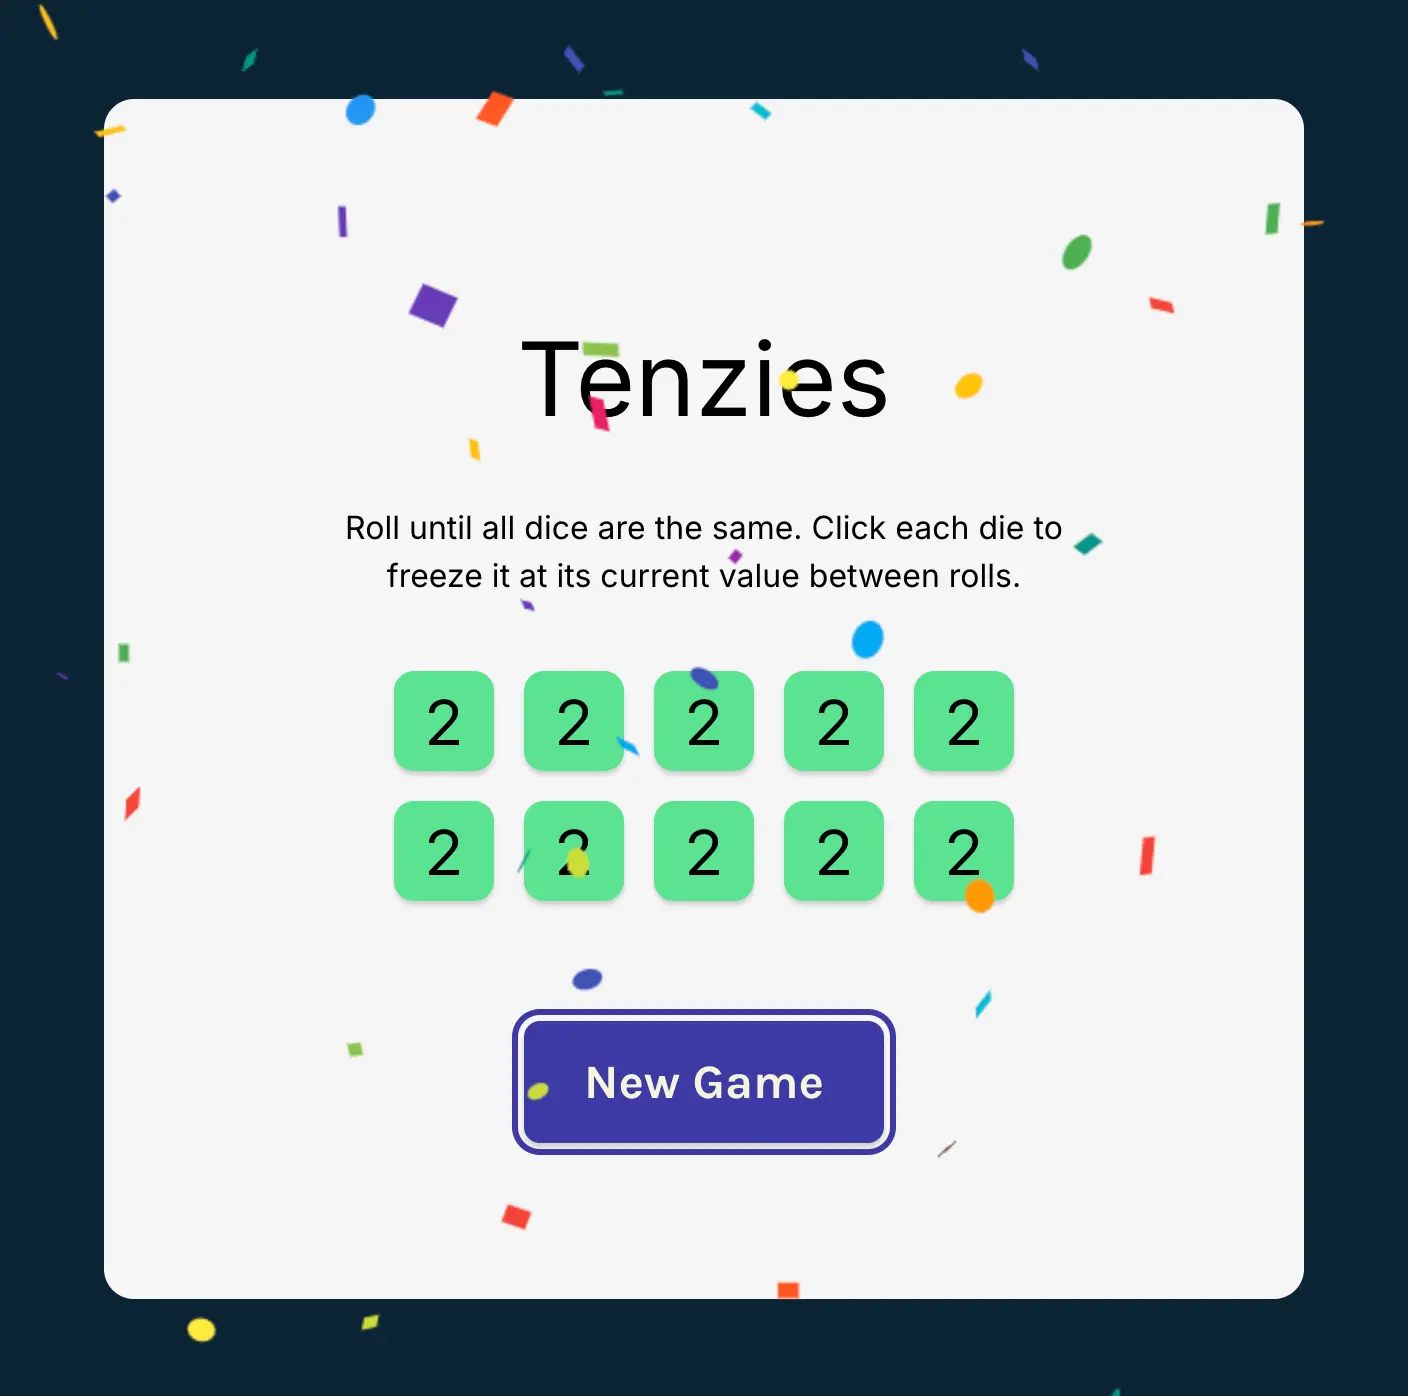 Tenzies
Roll until all dice are the same. Click each die to
freeze it at its current value between rolls.
2 2 2 2 2
2 2 2 2 2
New Game